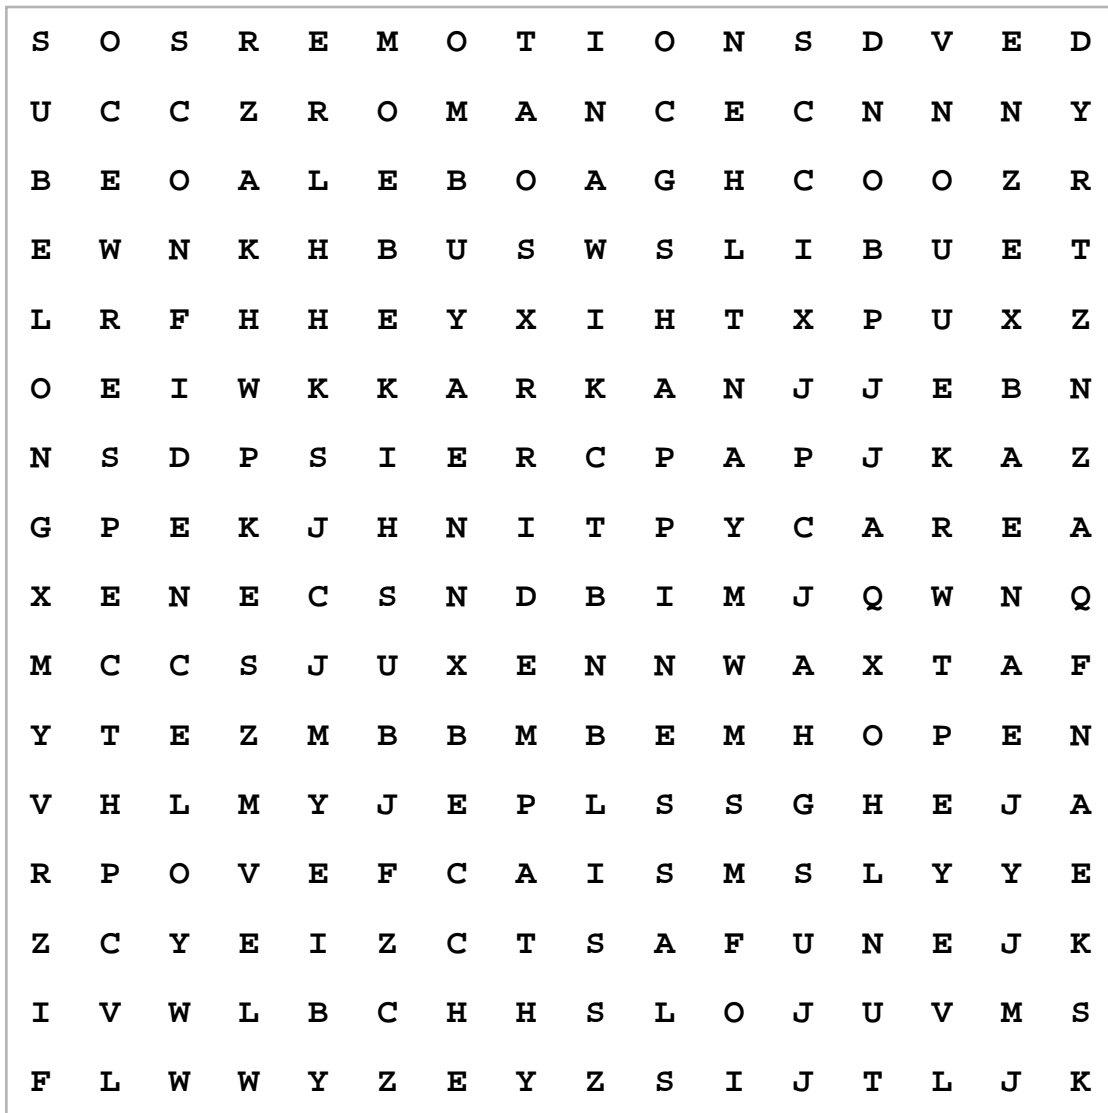 S O S R E M O T I O N S D V E D
U C C Z R O M A N C E C N N N Y
B E O A L E B O A G H C O O Z R
E W N K H B U S W S L I B U E T
L R F H H E Y X I H T X P U X Z
O E I W K K A R K A N J J E B N
N S D P S I E R C P A P J K A Z
G P E K J H N I T P Y C A R E A
X E N E C S N D B I M J Q W N Q
M C C S J U X E N N W A X T A F
Y T E Z M B B M B E M H O P E N
V H L M Y J E P L S S G H E J A
R P O V E F C A I S M S L Y Y E
Z C Y E I Z C T S A F U N E J K
I V W L B C H H S L O J U V M S
F L W W Y Z E Y Z S I J T L J K